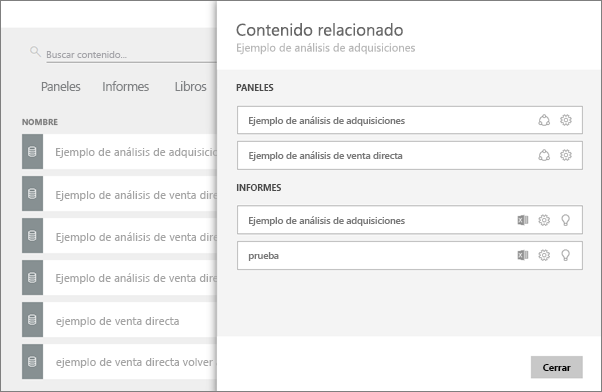 Buscar contenido...
Paneles Informes Libros
NOMBRE
Ejemplo de análisis de adquisicio
Ejemplo de análisis de venta dire
Ejemplo de análisis de venta dire
Ejemplo de análisis de venta dire
ejemplo de venta directa
ejemplo de venta directa volver
Contenido relacionado
Ejemplo de análisis de adquisiciones
PANELES
Ejemplo de análisis de adquisiciones
Ejemplo de análisis de venta directa
INFORMES
Ejemplo de análisis de adquisiciones
prueba
Cerrar